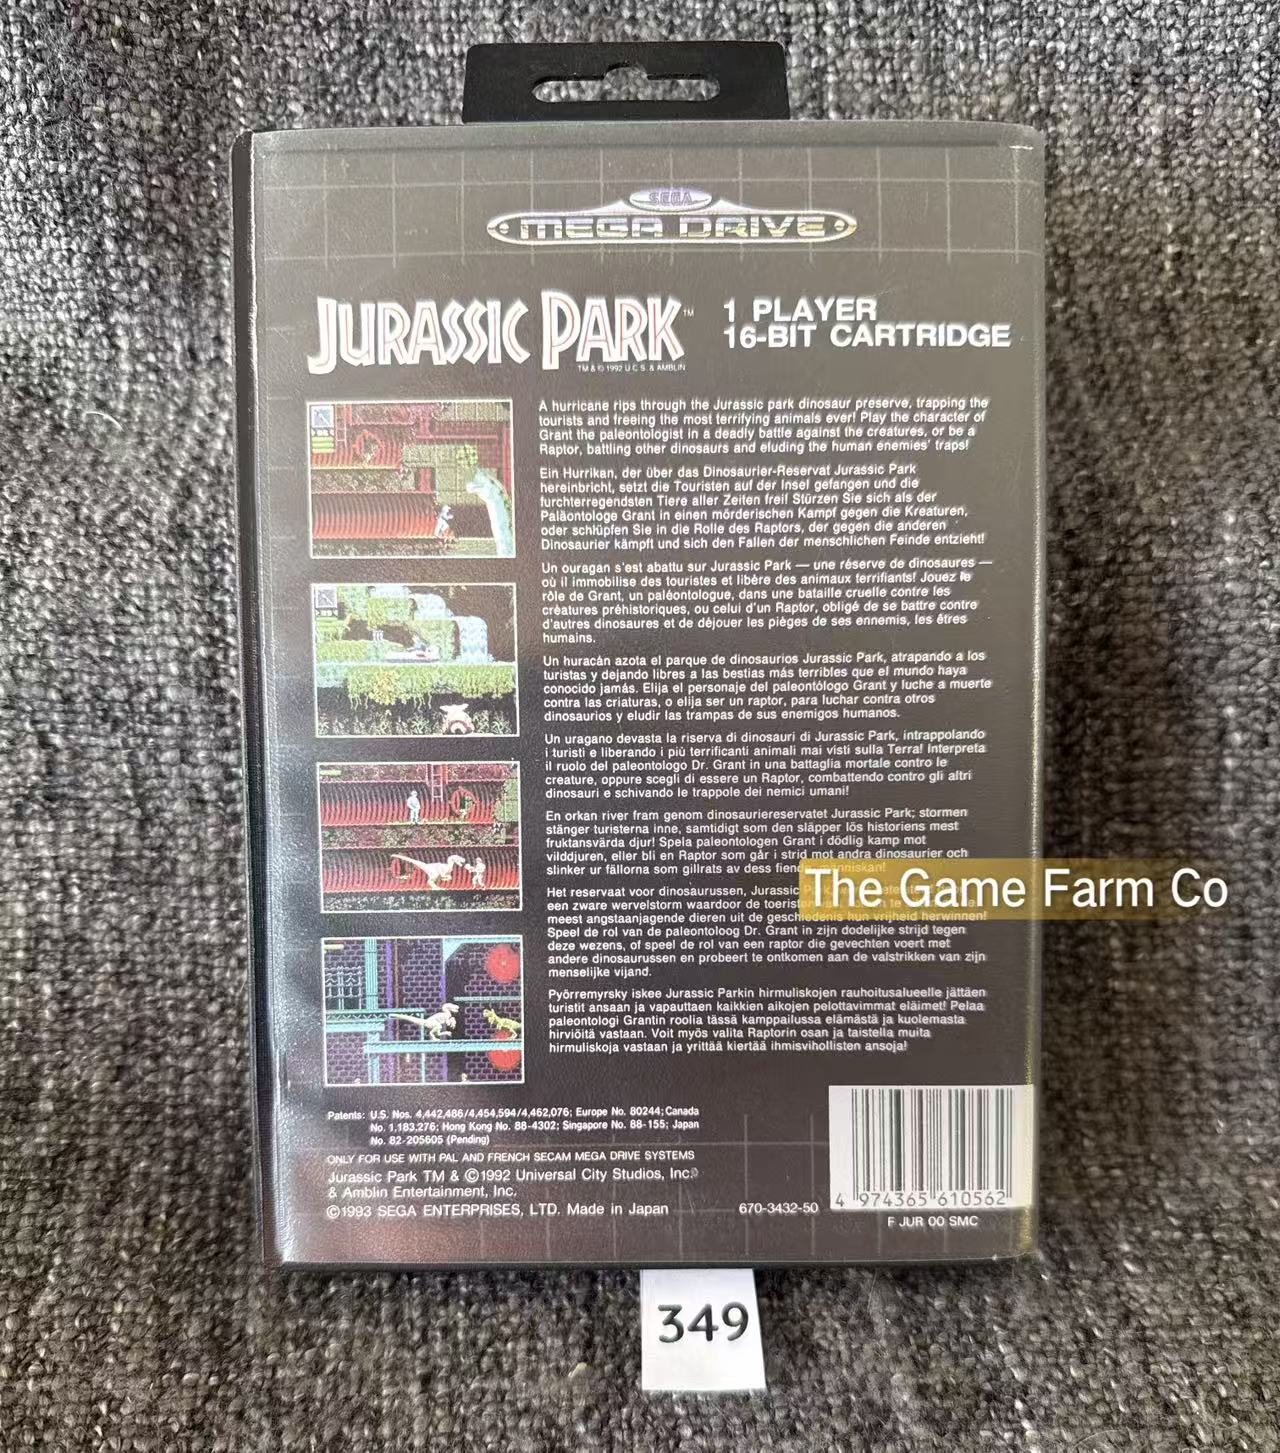 SEGA
MEGA DRIVE
JURASSIC PARK™
TM & © 1992 U C S & AMBLIN
1 PLAYER
16-BIT CARTRIDGE
A hurricane rips through the Jurassic park dinosaur preserve, trapping the
tourists and freeing the most terrifying animals ever! Play the character of
Grant the paleontologist in a deadly battle against the creatures, or be a
Raptor, battling other dinosaurs and eluding the human enemies' traps!
Ein Hurrikan, der über das Dinosaurier-Reservat Jurassic Park
hereinbricht, setzt die Touristen auf der Insel gefangen und die
furchterregendsten Tiere aller Zeiten frei! Stürzen Sie sich als der
Paläontologe Grant in einen mörderischen Kampf gegen die Kreaturen,
oder schlüpfen Sie in die Rolle des Raptors, der gegen die anderen
Dinosaurier kämpft und sich den Fallen der menschlichen Feinde entzieht!
Un ouragan s'est abattu sur Jurassic Park — une réserve de dinosaures —
où il immobilise des touristes et libère des animaux terrifiants! Jouez le
rôle de Grant, un paléontologue, dans une bataille cruelle contre les
créatures préhistoriques, ou celui d'un Raptor, obligé de se battre contre
d'autres dinosaures et de déjouer les pièges de ses ennemis, les êtres
humains.
Un huracán azota el parque de dinosaurios Jurassic Park, atrapando a los
turistas y dejando libres a las bestias más terribles que el mundo haya
conocido jamás. Elija el personaje del paleontólogo Grant y luche a muerte
contra las criaturas, o elija ser un raptor, para luchar contra otros
dinosaurios y eludir las trampas de sus enemigos humanos.
Un uragano devasta la riserva di dinosauri di Jurassic Park, intrappolando
i turisti e liberando i più terrificanti animali mai visti sulla Terra! Interpreta
il ruolo del paleontologo Dr. Grant in una battaglia mortale contro le
creature, oppure scegli di essere un Raptor, combattendo contro gli altri
dinosauri e schivando le trappole dei nemici umani!
En orkan river fram genom dinosauriereservatet Jurassic Park; stormen
stänger turisterna inne, samtidigt som den släpper lös historiens mest
fruktansvärda djur! Spela paleontologen Grant i dödlig kamp mot
vilddjuren, eller bli en Raptor som går i strid mot andra dinosaurier och
slinker ur fällorna som gillrats av dess fiende människan!
The Game Farm Co
Het reservaat voor dinosaurussen, Jurassic
een zware wervelstorm waardoor de
meest angstaanjagende dieren uit de geschiedenis hun vrijheid herwinnen!
Speel de rol van de paleontoloog Dr. Grant in zijn dodelijke strijd tegen
deze wezens, of speel de rol van een raptor die gevechten voert met
andere dinosaurussen en probeert te ontkomen aan de valstrikken van zijn
menselijke vijand.
Pyörremyrsky iskee Jurassic Parkin hirmuliskojen rauhoitusalueelle jättäen
turistit ansaan ja vapauttaen kaikkien aikojen pelottavimmat eläimet! Pelaa
paleontologi Grantin roolia tässä kamppailussa elämästä ja kuolemasta
hirviöitä vastaan. Voit myös valita Raptorin osan ja taistella muita
hirmuliskoja vastaan ja yrittää kiertää ihmisvihollisten ansoja!
Patents: U.S. Nos. 4,442,486/4,454,594/4,462,076; Europe No. 80244; Canada
No. 1,183,276; Hong Kong No. 88-4302; Singapore No. 88-155; Japan
No. 82-205605 (Pending)
ONLY FOR USE WITH PAL AND FRENCH SECAM MEGA DRIVE SYSTEMS
Jurassic Park TM & ©1992 Universal City Studios, Inc.
& Amblin Entertainment, Inc.
©1993 SEGA ENTERPRISES, LTD. Made in Japan
670-3432-50
4 974365 610562
F JUR 00 SMC
349